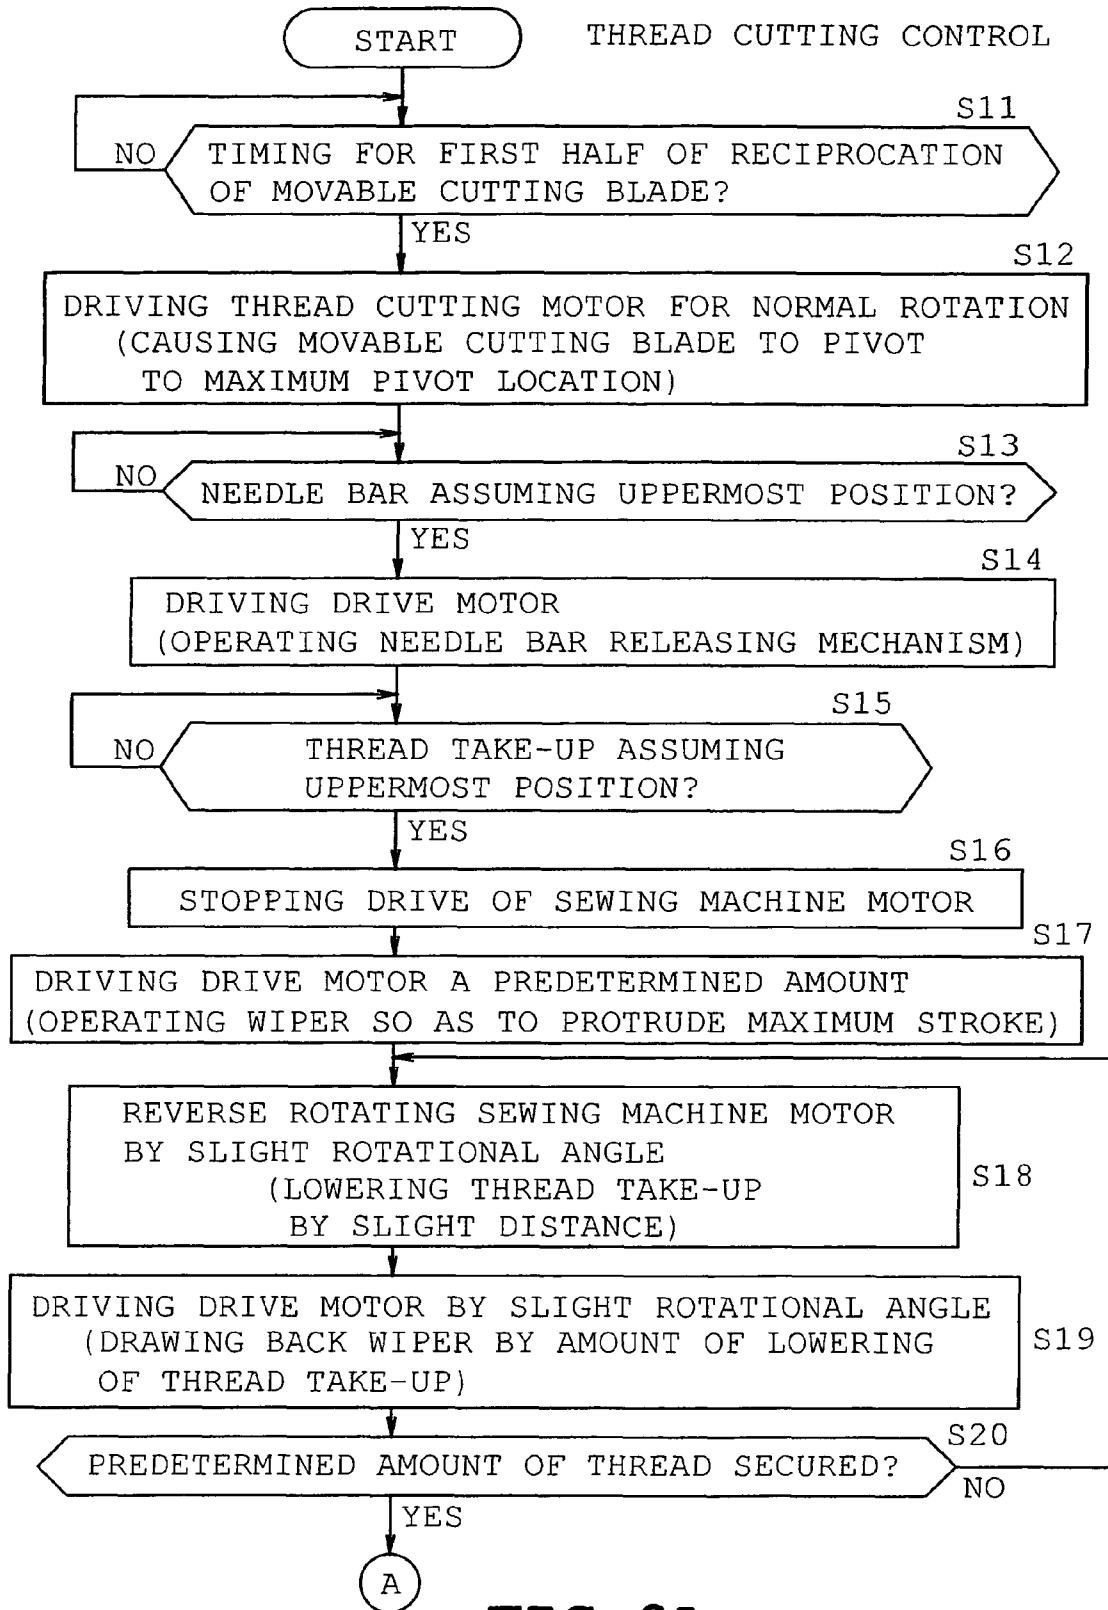 START
THREAD CUTTING CONTROL
S11
NO
TIMING FOR FIRST HALF OF RECIPROCATION
OF MOVABLE CUTTING BLADE?
YES
S12
DRIVING THREAD CUTTING MOTOR FOR NORMAL ROTATION
(CAUSING MOVABLE CUTTING BLADE TO PIVOT
TO MAXIMUM PIVOT LOCATION)
S13
NO
NEEDLE BAR ASSUMING UPPERMOST POSITION?
YES
S14
DRIVING DRIVE MOTOR
(OPERATING NEEDLE BAR RELEASING MECHANISM)
S15
NO
THREAD TAKE-UP ASSUMING
UPPERMOST POSITION?
YES
S16
STOPPING DRIVE OF SEWING MACHINE MOTOR
S17
DRIVING DRIVE MOTOR A PREDETERMINED AMOUNT
(OPERATING WIPER SO AS TO PROTRUDE MAXIMUM STROKE)
REVERSE ROTATING SEWING MACHINE MOTOR
BY SLIGHT ROTATIONAL ANGLE
(LOWERING THREAD TAKE-UP
BY SLIGHT DISTANCE)
S18
DRIVING DRIVE MOTOR BY SLIGHT ROTATIONAL ANGLE
(DRAWING BACK WIPER BY AMOUNT OF LOWERING
OF THREAD TAKE-UP)
S19
S20
PREDETERMINED AMOUNT OF THREAD SECURED?
NO
YES
A